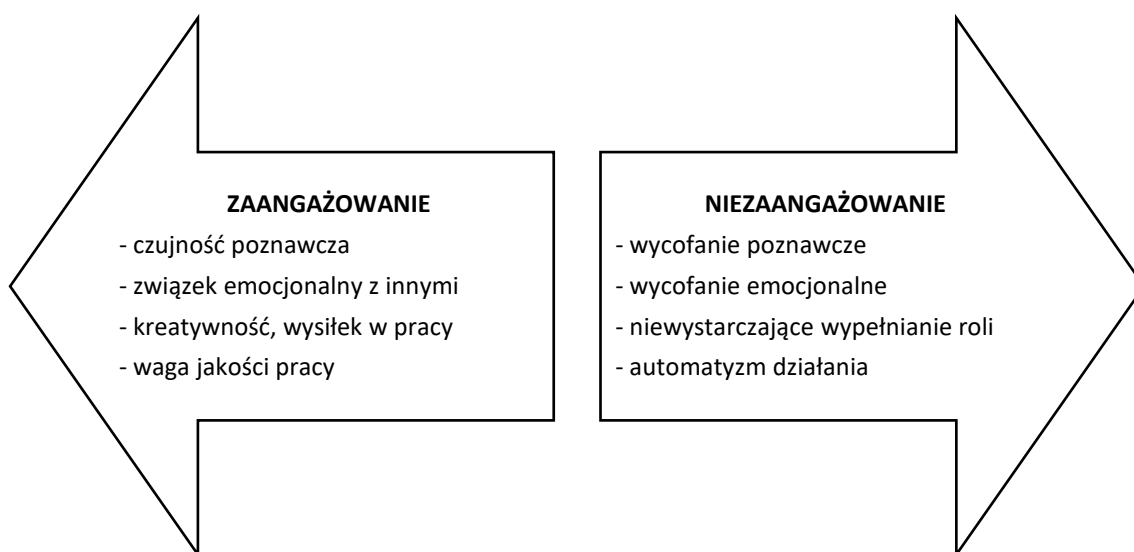 ZAANGAŻOWANIE
- czujność poznawcza
- związek emocjonalny z innymi
- kreatywność, wysiłek w pracy
- waga jakości pracy
NIEZAANGAŻOWANIE
- wycofanie poznawcze
- wycofanie emocjonalne
- niewystarczające wypełnianie roli
- automatyzm działania